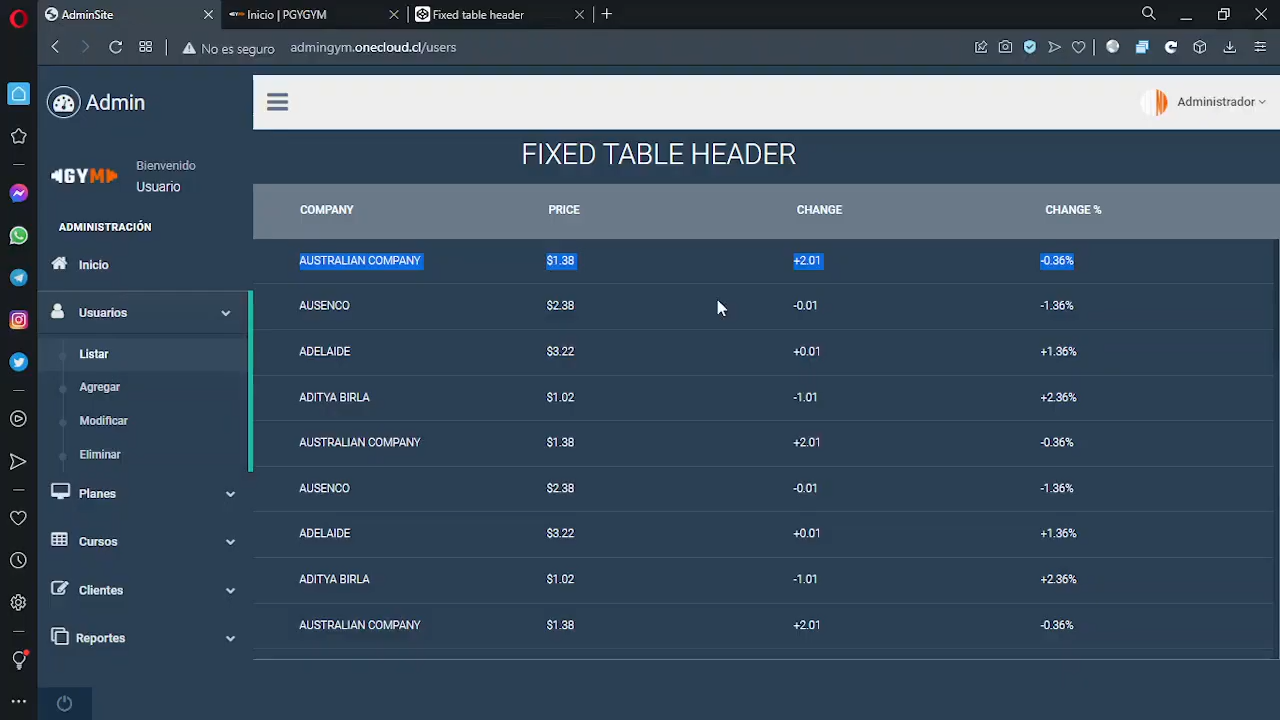 AdminSite
Inicio | PGYGYM
Fixed table header
No es seguro admingym.onecloud.cl/users
Admin
Administrador
GYM
Bienvenido
Usuario
ADMINISTRACIÓN
Inicio
Usuarios
Listar
Agregar
Modificar
Eliminar
Planes
Cursos
Clientes
Reportes
FIXED TABLE HEADER
COMPANY PRICE CHANGE CHANGE %
AUSTRALIAN COMPANY $1.38 +2.01 -0.36%
AUSENCO $2.38 -0.01 -1.36%
ADELAIDE $3.22 +0.01 +1.36%
ADITYA BIRLA $1.02 -1.01 +2.36%
AUSTRALIAN COMPANY $1.38 +2.01 -0.36%
AUSENCO $2.38 -0.01 -1.36%
ADELAIDE $3.22 +0.01 +1.36%
ADITYA BIRLA $1.02 -1.01 +2.36%
AUSTRALIAN COMPANY $1.38 +2.01 -0.36%